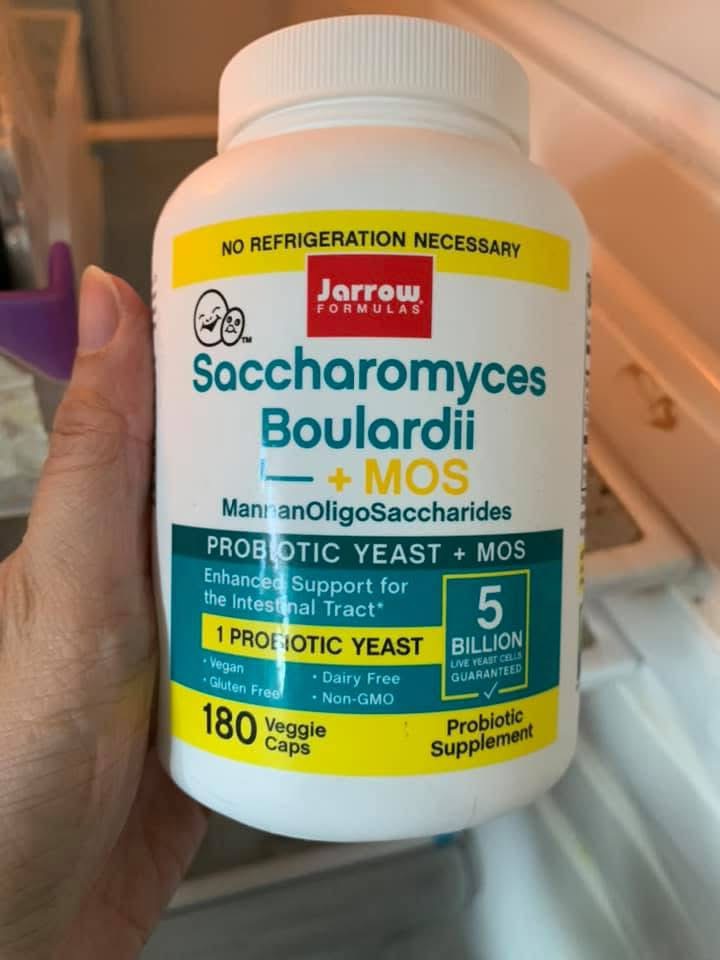 NO REFRIGERATION NECESSARY
Jarrow®
FORMULAS
TM
Saccharomyces
Boulardii
+ MOS
MannanOligoSaccharides
PROBIOTIC YEAST + MOS
Enhanced Support for
the Intestinal Tract*
1 PROBIOTIC YEAST
• Vegan
• Gluten Free
• Dairy Free
• Non-GMO
5
BILLION
LIVE YEAST CELLS
GUARANTEED
180 Veggie
Caps
Probiotic
Supplement